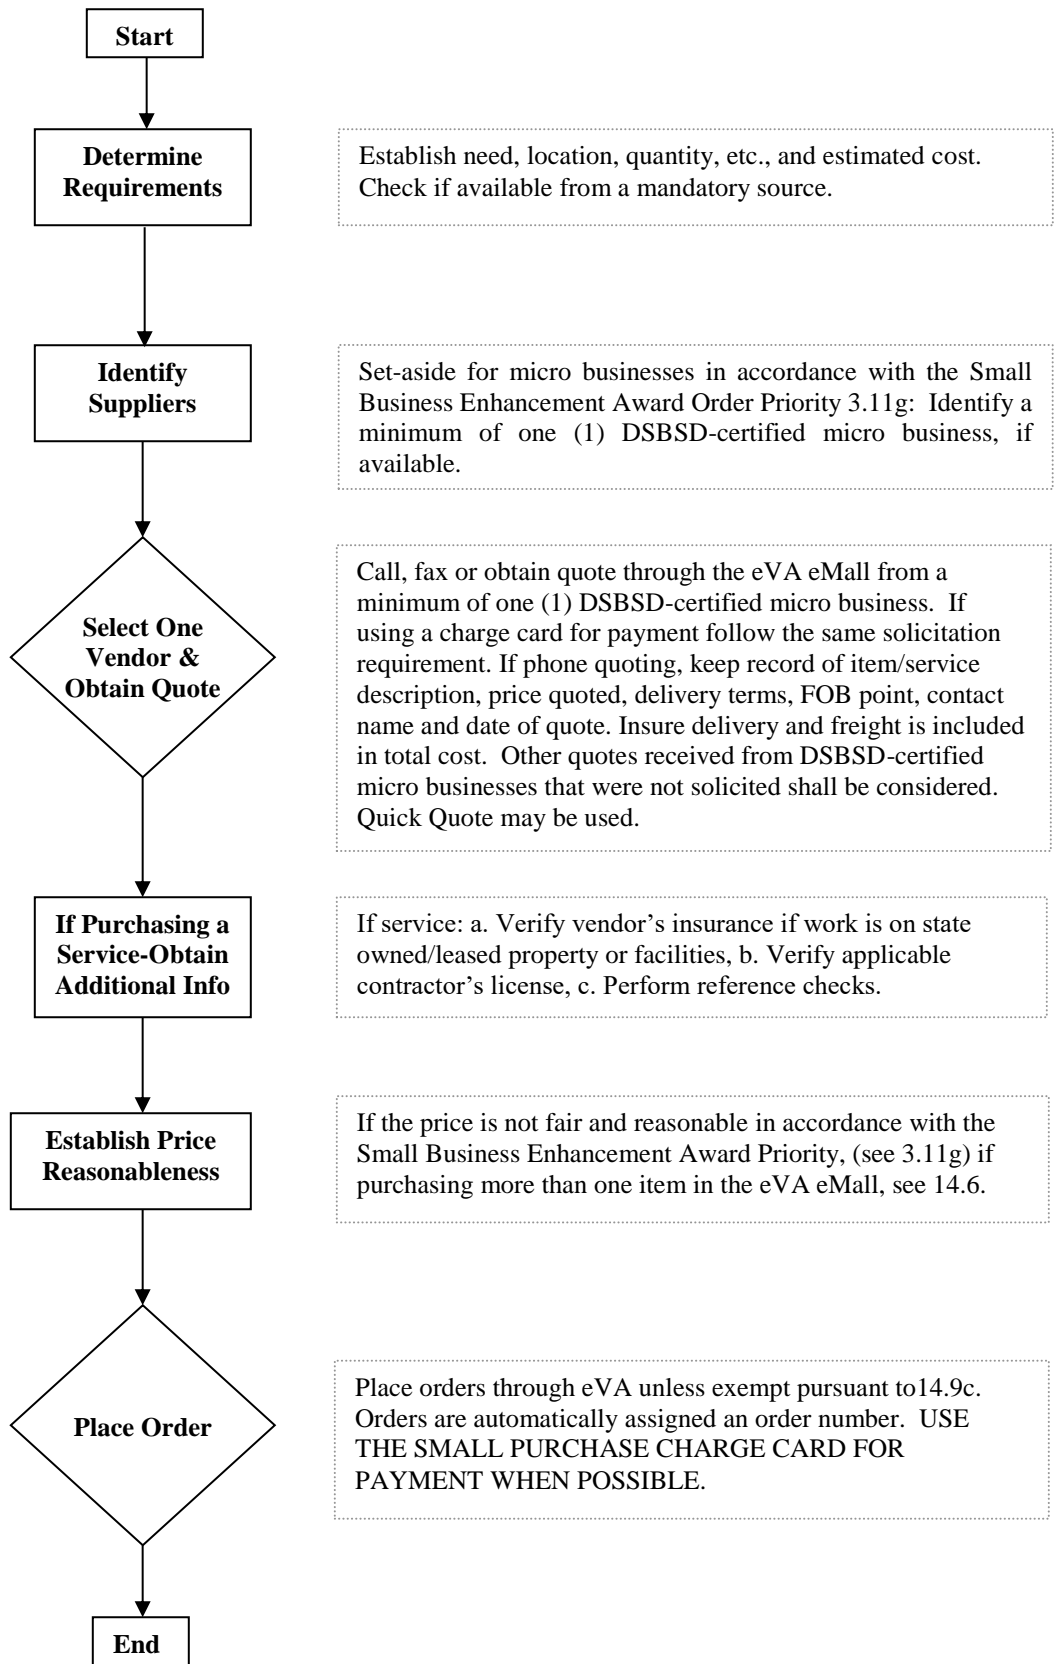 Start
Determine
Requirements
Establish need, location, quantity, etc., and estimated cost.
Check if available from a mandatory source.
Identify
Suppliers
Set-aside for micro businesses in accordance with the Small
Business Enhancement Award Order Priority 3.11g: Identify a
minimum of one (1) DSBSD-certified micro business, if
available.
Select One
Vendor &
Obtain Quote
Call, fax or obtain quote through the eVA eMall from a
minimum of one (1) DSBSD-certified micro business. If
using a charge card for payment follow the same solicitation
requirement. If phone quoting, keep record of item/service
description, price quoted, delivery terms, FOB point, contact
name and date of quote. Insure delivery and freight is included
in total cost. Other quotes received from DSBSD-certified
micro businesses that were not solicited shall be considered.
Quick Quote may be used.
If Purchasing a
Service-Obtain
Additional Info
If service: a. Verify vendor's insurance if work is on state
owned/leased property or facilities, b. Verify applicable
contractor's license, c. Perform reference checks.
Establish Price
Reasonableness
If the price is not fair and reasonable in accordance with the
Small Business Enhancement Award Priority, (see 3.11g) if
purchasing more than one item in the eVA eMall, see 14.6.
Place Order
Place orders through eVA unless exempt pursuant to14.9c.
Orders are automatically assigned an order number. USE
THE SMALL PURCHASE CHARGE CARD FOR
PAYMENT WHEN POSSIBLE.
End